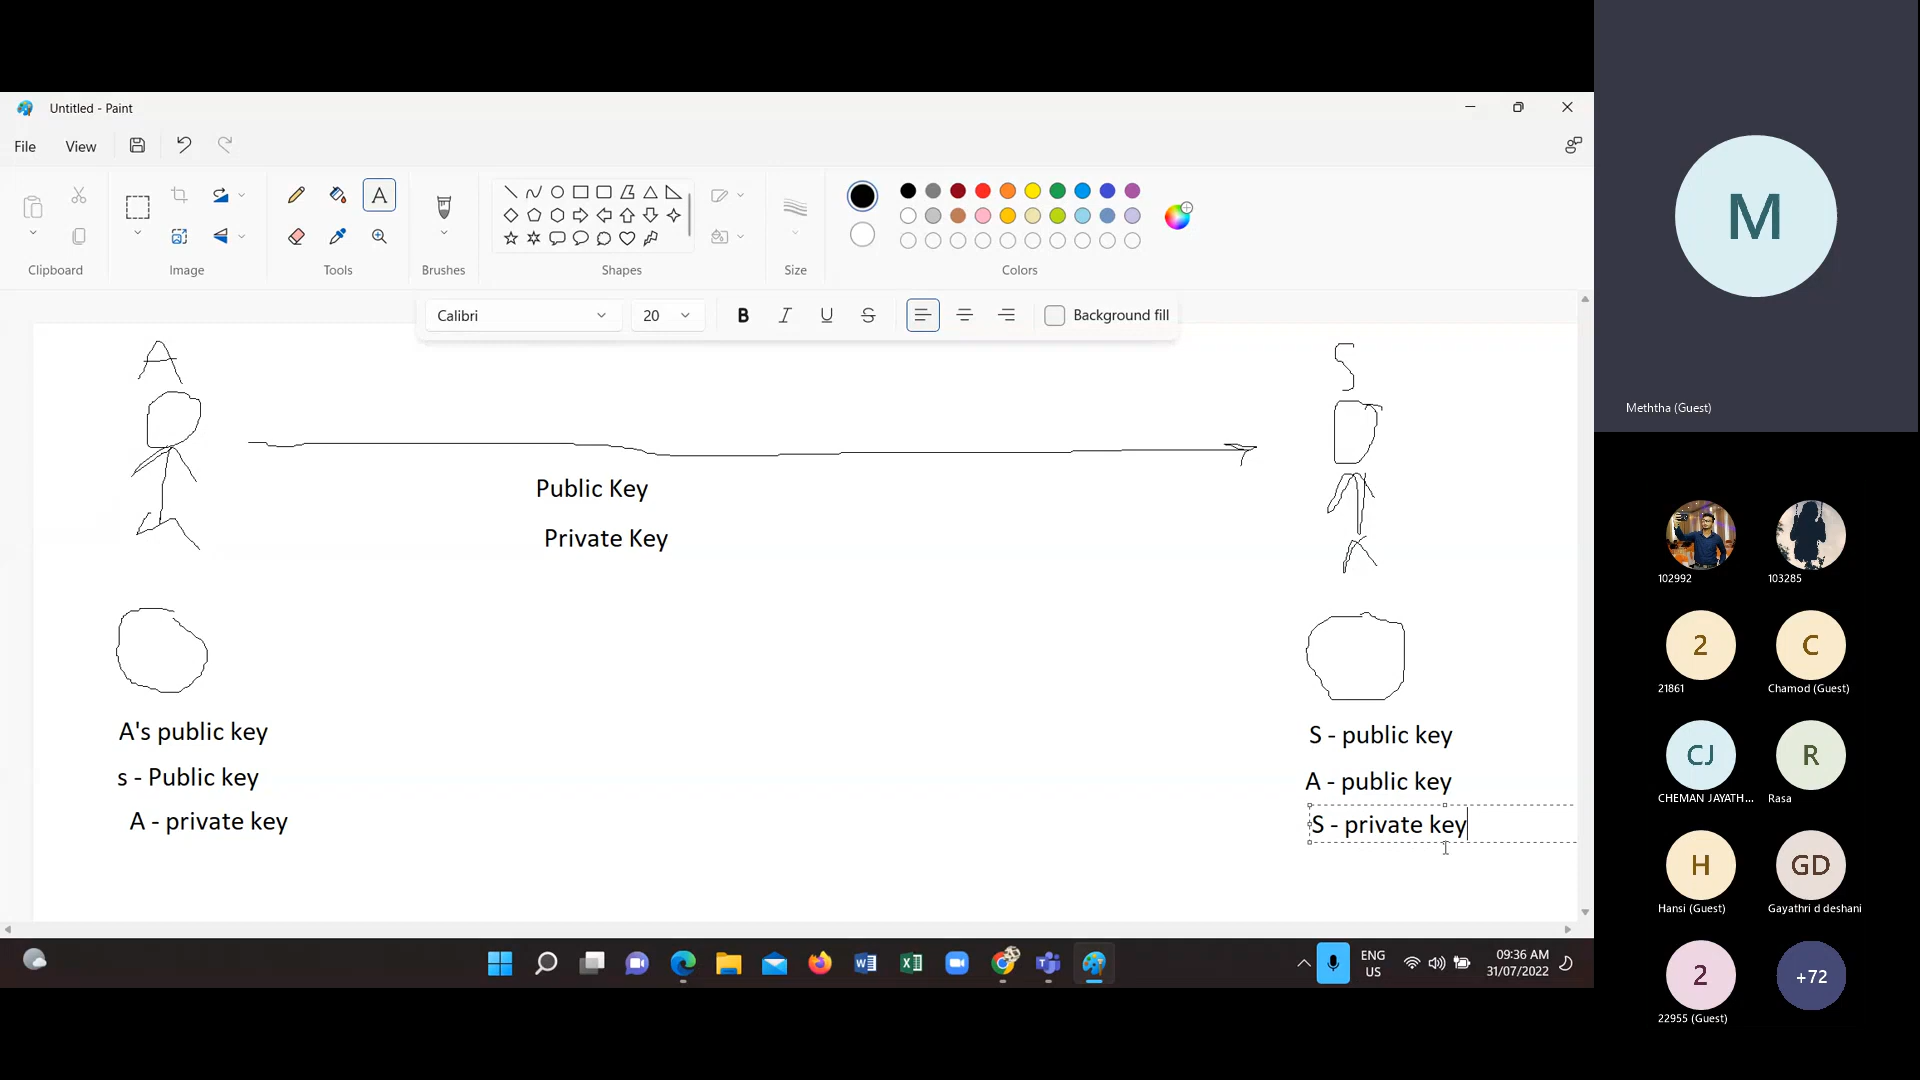 Untitled - Paint
File View
Clipboard
Image
Tools
A
Brushes
Shapes
Size
Colors
Calibri 20 B I U S Background fill
A
S
Public Key
Private Key
A's public key
s - Public key
A - private key
S - public key
A - public key
S - private key
M
Meththa (Guest)
102992
103285
2
21861
C
Chamod (Guest)
CJ
CHEMAN JAYATH...
R
Rasa
H
Hansi (Guest)
GD
Gayathri d deshani
2
22955 (Guest)
+72
ENG
US
09:36 AM
31/07/2022